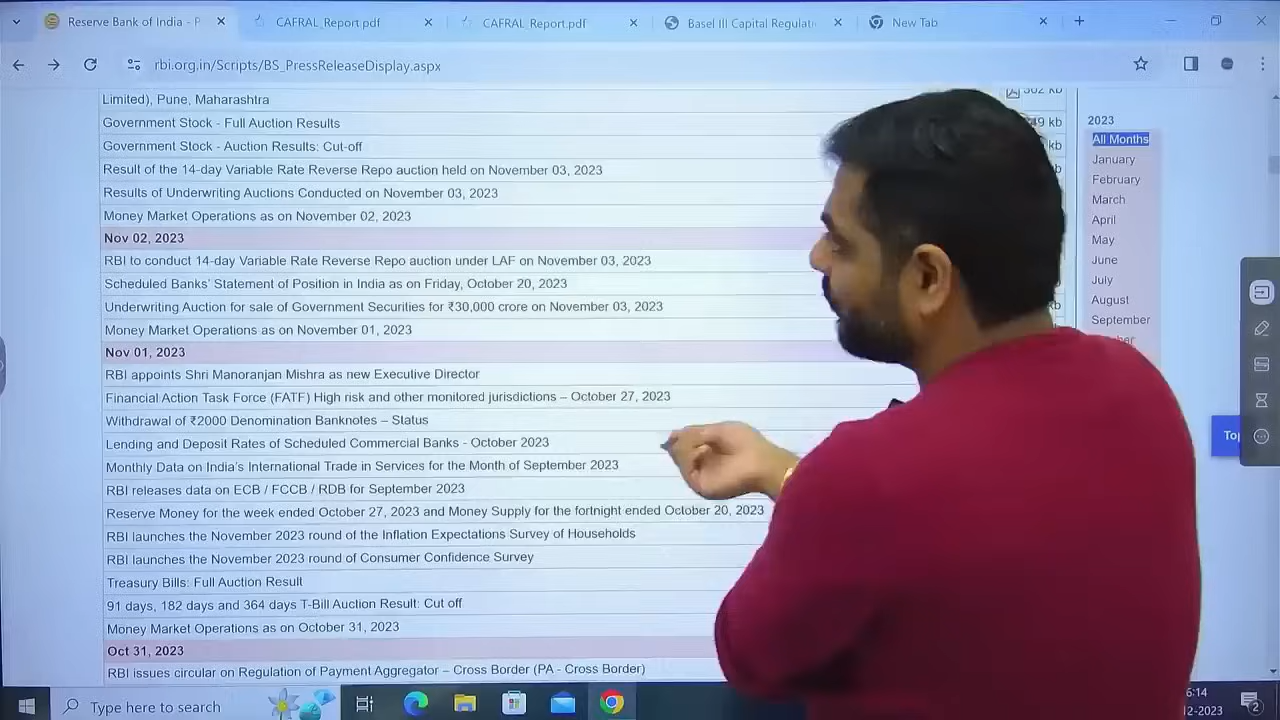 Reserve Bank of India - P
CAFRAL_Report.pdf
CAFRAL_Report.pdf
Basel III Capital Regulati
New Tab
rbi.org.in/Scripts/BS_PressReleaseDisplay.aspx
Limited), Pune, Maharashtra
302 kb
Government Stock - Full Auction Results
kb
Government Stock - Auction Results: Cut-off
kb
Result of the 14-day Variable Rate Reverse Repo auction held on November 03, 2023
Results of Underwriting Auctions Conducted on November 03, 2023
Money Market Operations as on November 02, 2023
Nov 02, 2023
RBI to conduct 14-day Variable Rate Reverse Repo auction under LAF on November 03, 2023
Scheduled Banks' Statement of Position in India as on Friday, October 20, 2023
Underwriting Auction for sale of Government Securities for ₹30,000 crore on November 03, 2023
kb
Money Market Operations as on November 01, 2023
Nov 01, 2023
RBI appoints Shri Manoranjan Mishra as new Executive Director
Financial Action Task Force (FATF) High risk and other monitored jurisdictions – October 27, 2023
Withdrawal of ₹2000 Denomination Banknotes – Status
Lending and Deposit Rates of Scheduled Commercial Banks - October 2023
Monthly Data on India's International Trade in Services for the Month of September 2023
RBI releases data on ECB / FCCB / RDB for September 2023
Reserve Money for the week ended October 27, 2023 and Money Supply for the fortnight ended October 20, 2023
RBI launches the November 2023 round of the Inflation Expectations Survey of Households
RBI launches the November 2023 round of Consumer Confidence Survey
Treasury Bills: Full Auction Result
91 days, 182 days and 364 days T-Bill Auction Result: Cut off
Money Market Operations as on October 31, 2023
Oct 31, 2023
RBI issues circular on Regulation of Payment Aggregator – Cross Border (PA - Cross Border)
2023
All Months
January
February
March
April
May
June
July
August
September
Top
Type here to search
6:14
12-2023
2